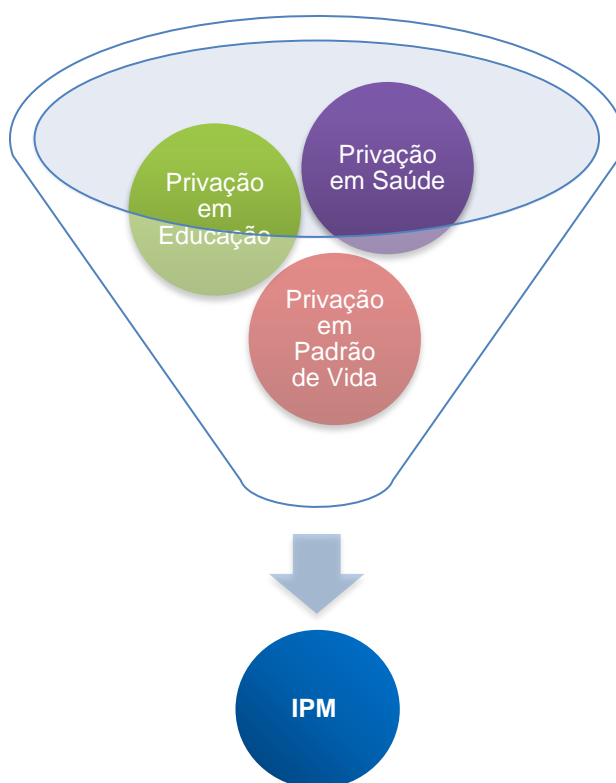 Privação
em Saúde
Privação
em
Educação
Privação
em
Padrão
de Vida
IPM